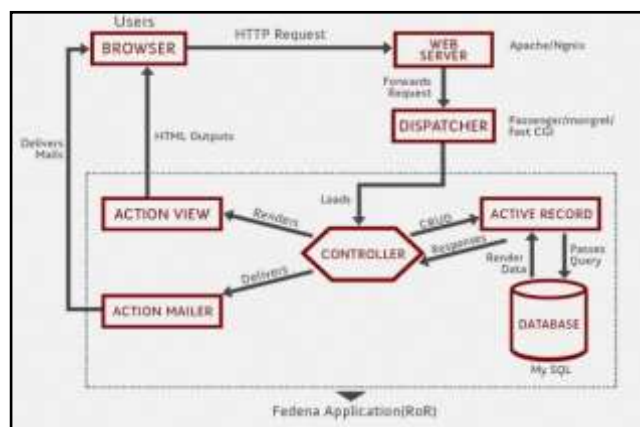 Users
BROWSER
HTTP Request
WEB
SERVER
Apache/Ngnix
Forwards
Request
DISPATCHER
Passenger/mongrel/
Fast CGI
Delivers
Mails
HTML Outputs
Loads
ACTION VIEW
Renders
CONTROLLER
CRUD
Responses
ACTIVE RECORD
Render
Data
Passes
Query
Delivers
ACTION MAILER
DATABASE
My SQL
Fedena Application(RoR)